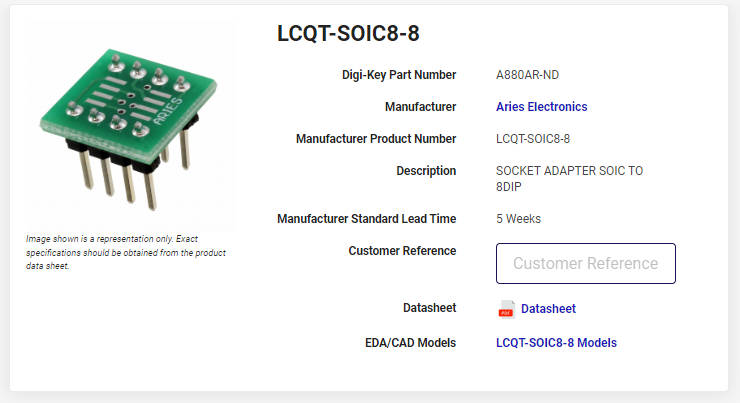 LCQT-SOIC8-8
Digi-Key Part Number A880AR-ND
Manufacturer Aries Electronics
Manufacturer Product Number LCQT-SOIC8-8
Description SOCKET ADAPTER SOIC TO
8DIP
Manufacturer Standard Lead Time 5 Weeks
Customer Reference Customer Reference
Datasheet PDF Datasheet
EDA/CAD Models LCQT-SOIC8-8 Models
ARIES
Image shown is a representation only. Exact
specifications should be obtained from the product
data sheet.